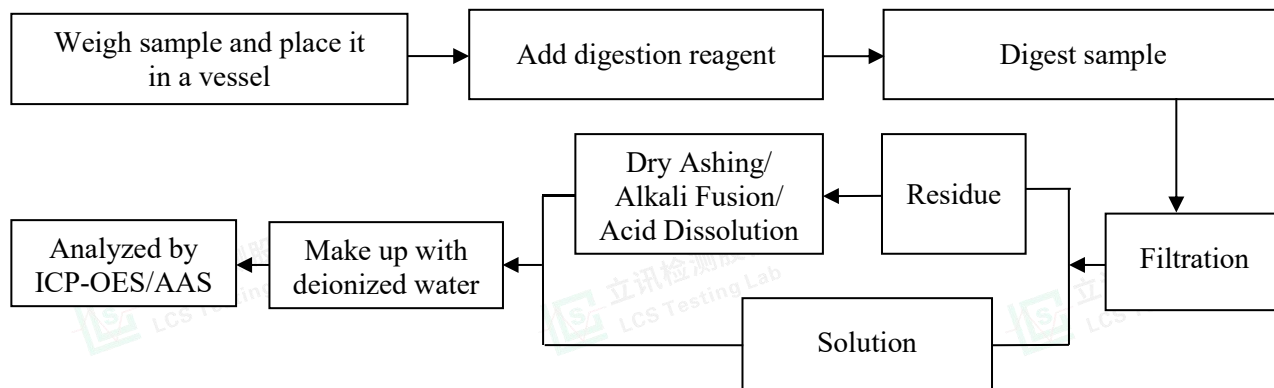 Weigh sample and place it
in a vessel
Add digestion reagent
Digest sample
Filtration
Residue
Dry Ashing/
Alkali Fusion/
Acid Dissolution
Solution
Make up with
deionized water
Analyzed by
ICP-OES/AAS
立讯检测股
LCS Testing Lab